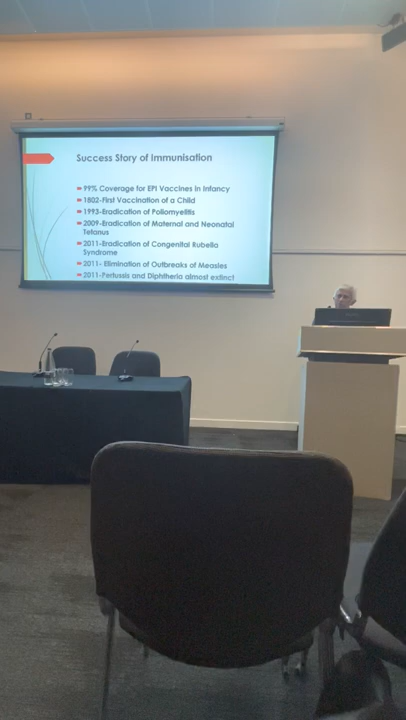 Success Story of Immunisation
99% Coverage for EPI Vaccines in Infancy
1802-First Vaccination of a Child
1993-Eradication of Poliomyelitis
2009-Eradication of Maternal and Neonatal
Tetanus
2011-Eradication of Congenital Rubella
Syndrome
2011- Elimination of Outbreaks of Measles
2011-Pertussis and Diphtheria almost extinct